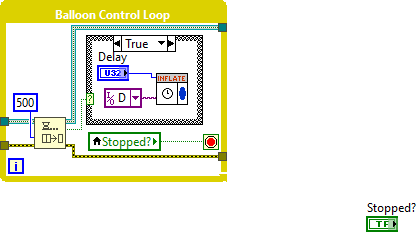 Balloon Control Loop
True
Delay
U32
INFLATE
500
I/O D
?
Stopped?
i
Stopped?
TF